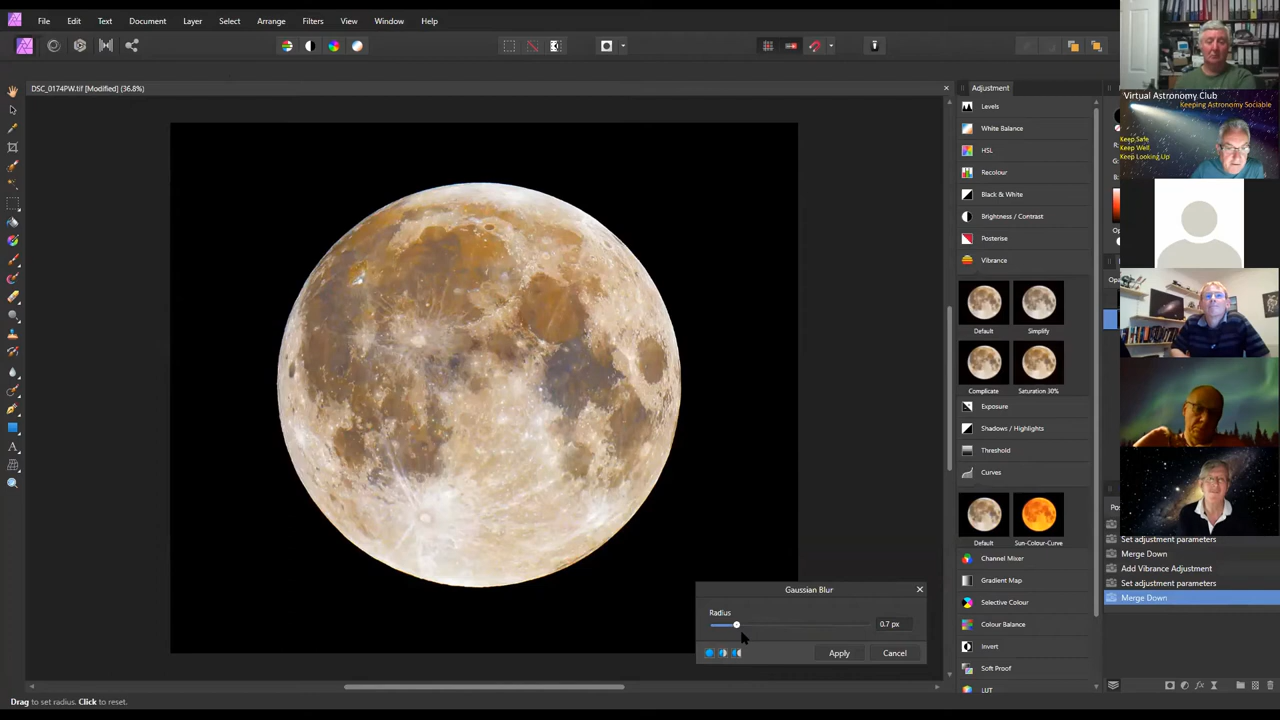 File Edit Text Document Layer Select Arrange Filters View Window Help
DSC_0174PW.tif [Modified] (36.8%)
Adjustment
Levels
White Balance
HSL
Recolour
Black & White
Brightness / Contrast
Posterise
Vibrance
Default Simplify
Complicate Saturation 30%
Exposure
Shadows / Highlights
Threshold
Curves
Default Sun-Colour-Curve
Channel Mixer
Gradient Map
Selective Colour
Colour Balance
Invert
Soft Proof
LUT
Gaussian Blur
Radius
0.7 px
Apply Cancel
Virtual Astronomy Club
Keeping Astronomy Sociable
Keep Safe
Keep Well
Keep Looking Up
Set adjustment parameters
Merge Down
Add Vibrance Adjustment
Set adjustment parameters
Merge Down
Drag to set radius. Click to reset.